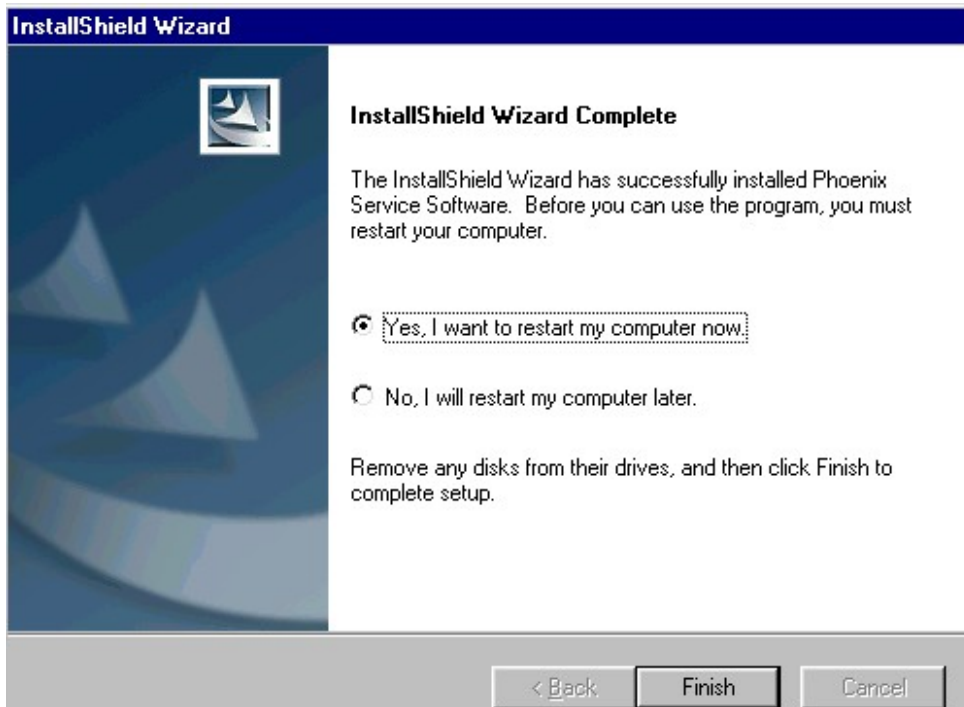 InstallShield Wizard
InstallShield Wizard Complete
The InstallShield Wizard has successfully installed Phoenix
Service Software.  Before you can use the program, you must
restart your computer.
Yes, I want to restart my computer now.
No, I will restart my computer later.
Remove any disks from their drives, and then click Finish to
complete setup.
< Back
Finish
Cancel